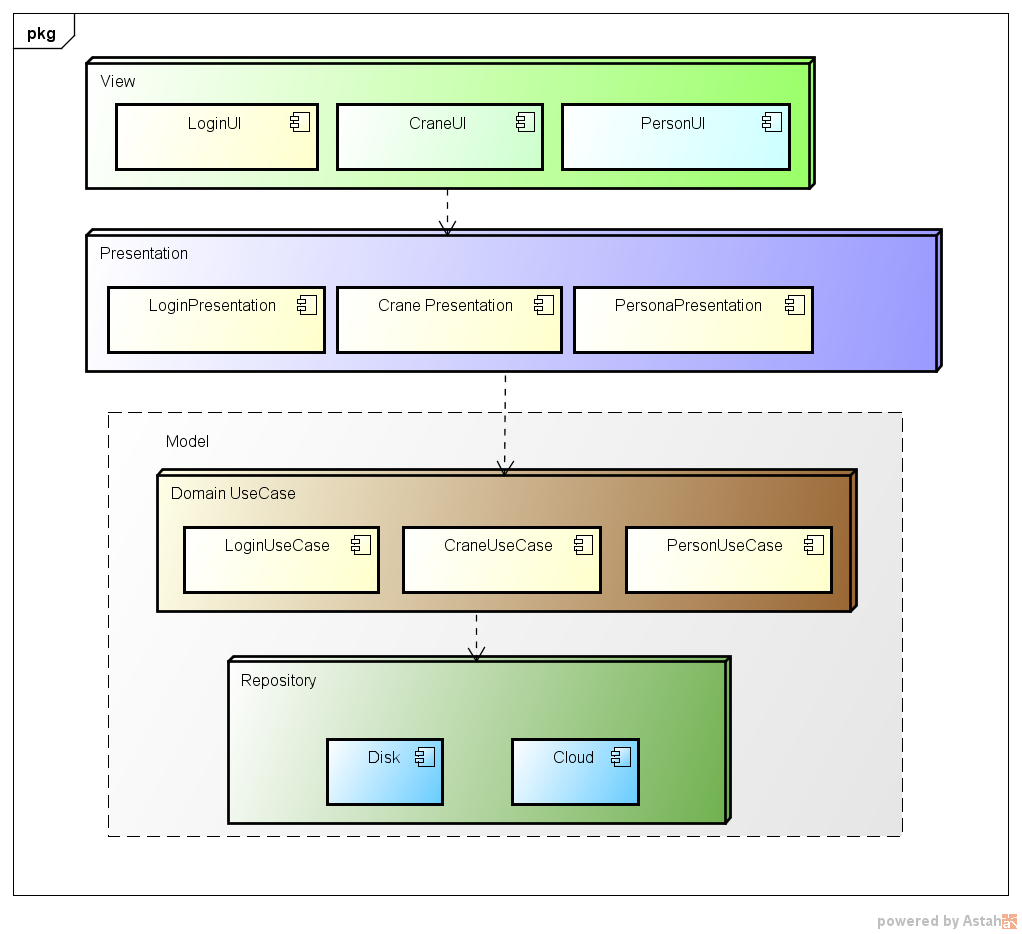 pkg
View
LoginUI
CraneUI
PersonUI
Presentation
LoginPresentation
Crane Presentation
PersonaPresentation
Model
Domain UseCase
LoginUseCase
CraneUseCase
PersonUseCase
Repository
Disk
Cloud
powered by Astah